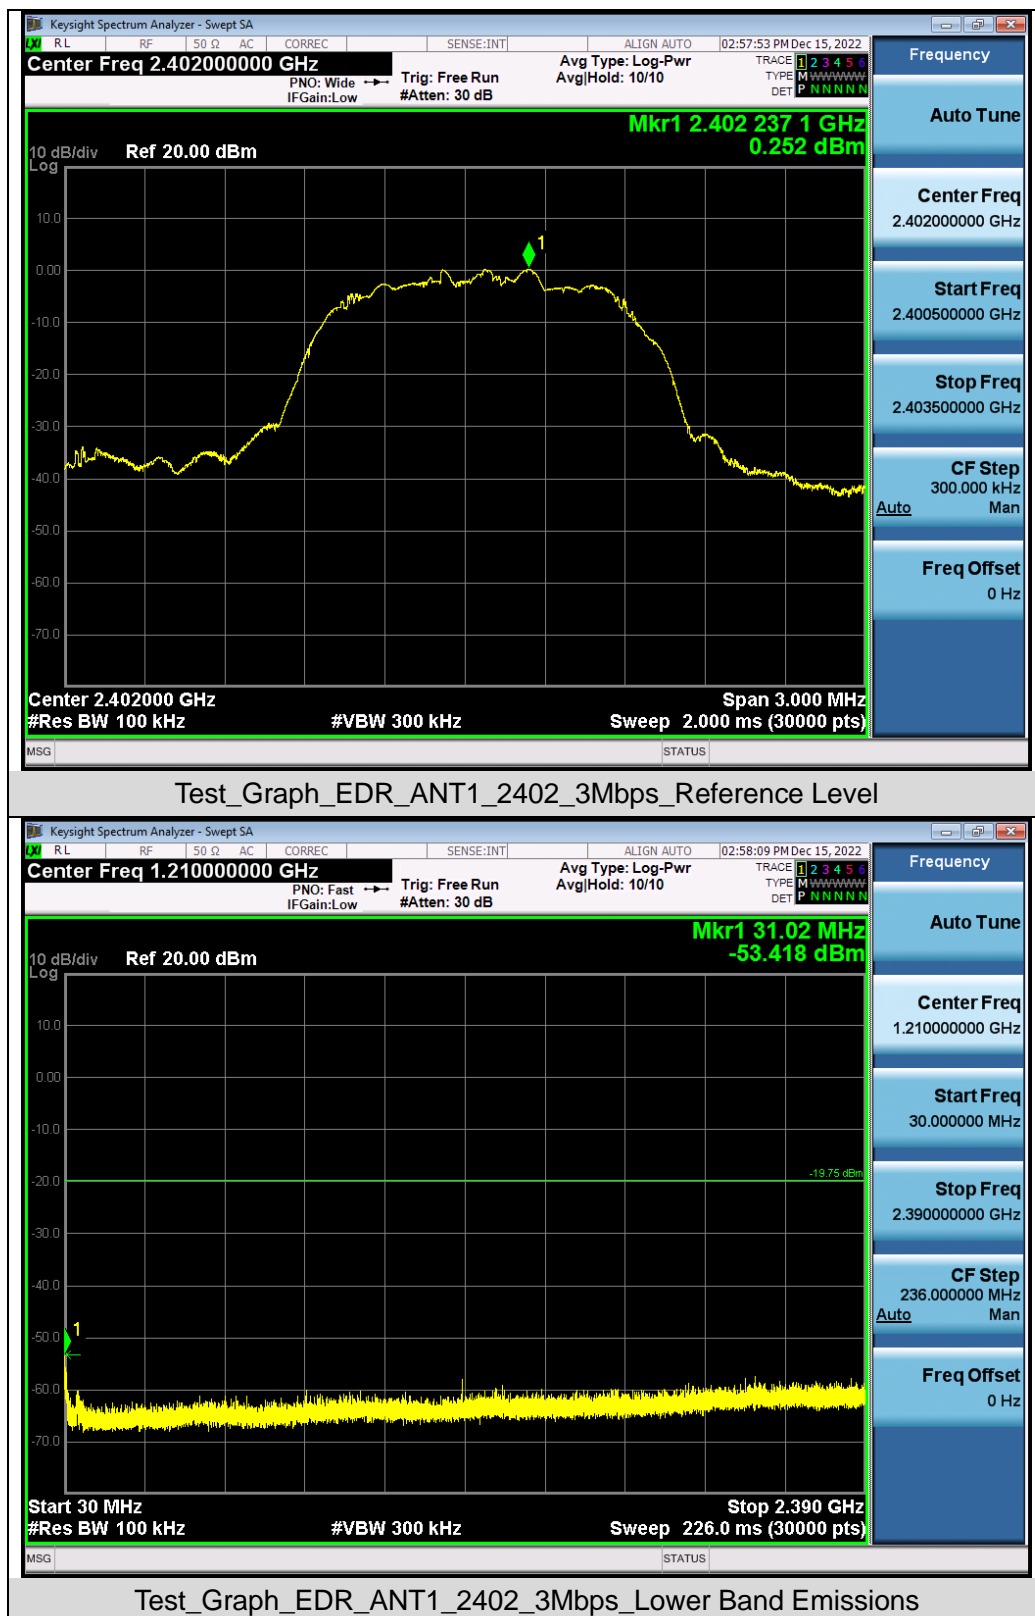 Keysight Spectrum Analyzer - Swept SA
LXI RL RF 50 Ω AC CORREC SENSE:INT ALIGN AUTO 02:57:53 PM Dec 15, 2022
Center Freq 2.402000000 GHz
PNO: Wide
IFGain:Low
Trig: Free Run
#Atten: 30 dB
Avg Type: Log-Pwr
Avg|Hold: 10/10
TRACE 1 2 3 4 5 6
TYPE M W W W W W
DET P N N N N N
Mkr1 2.402 237 1 GHz
0.252 dBm
10 dB/div Ref 20.00 dBm
Log
10.0
0.00
1
-10.0
-20.0
-30.0
-40.0
-50.0
-60.0
-70.0
Center 2.402000 GHz Span 3.000 MHz
#Res BW 100 kHz #VBW 300 kHz Sweep 2.000 ms (30000 pts)
MSG STATUS
Frequency
Auto Tune
Center Freq
2.402000000 GHz
Start Freq
2.400500000 GHz
Stop Freq
2.403500000 GHz
CF Step
300.000 kHz
Auto Man
Freq Offset
0 Hz
Test_Graph_EDR_ANT1_2402_3Mbps_Reference Level
Keysight Spectrum Analyzer - Swept SA
LXI RL RF 50 Ω AC CORREC SENSE:INT ALIGN AUTO 02:58:09 PM Dec 15, 2022
Center Freq 1.210000000 GHz
PNO: Fast
IFGain:Low
Trig: Free Run
#Atten: 30 dB
Avg Type: Log-Pwr
Avg|Hold: 10/10
TRACE 1 2 3 4 5 6
TYPE M W W W W W
DET P N N N N N
Mkr1 31.02 MHz
-53.418 dBm
10 dB/div Ref 20.00 dBm
Log
10.0
0.00
-10.0
-19.75 dBm
-20.0
-30.0
-40.0
1
-50.0
-60.0
-70.0
Start 30 MHz Stop 2.390 GHz
#Res BW 100 kHz #VBW 300 kHz Sweep 226.0 ms (30000 pts)
MSG STATUS
Frequency
Auto Tune
Center Freq
1.210000000 GHz
Start Freq
30.000000 MHz
Stop Freq
2.390000000 GHz
CF Step
236.000000 MHz
Auto Man
Freq Offset
0 Hz
Test_Graph_EDR_ANT1_2402_3Mbps_Lower Band Emissions